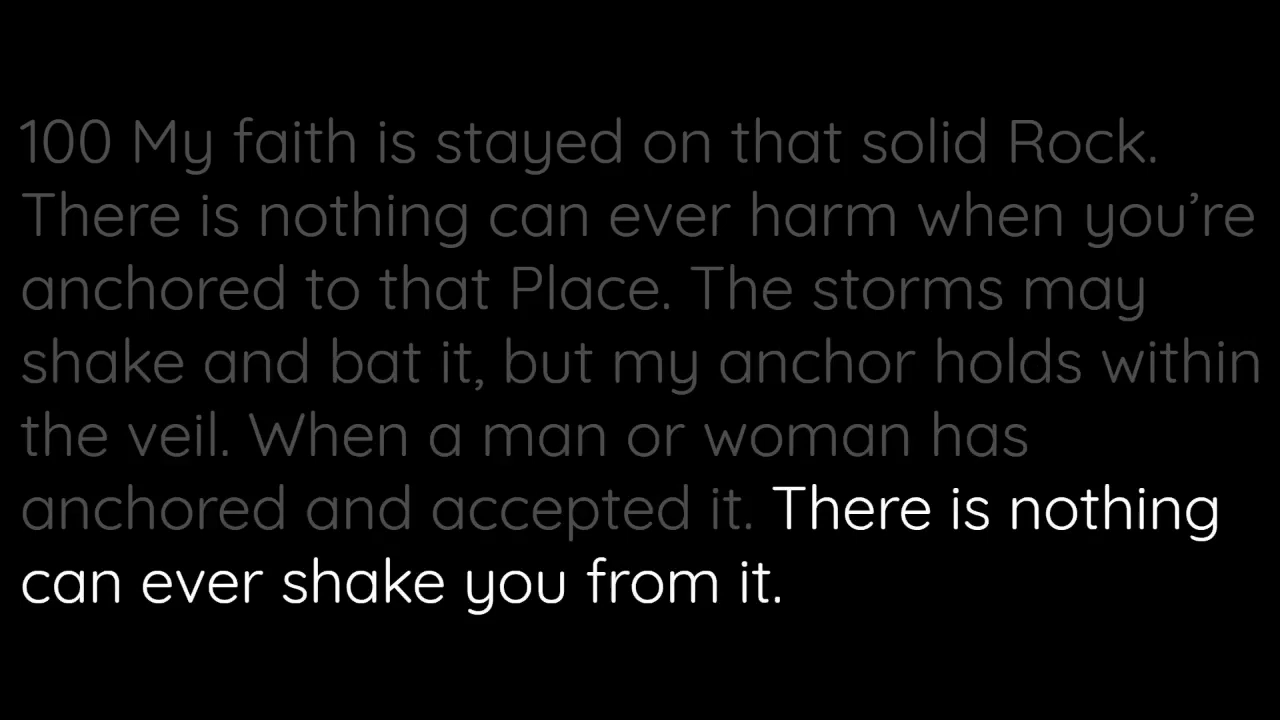 100 My faith is stayed on that solid Rock.
There is nothing can ever harm when you’re
anchored to that Place. The storms may
shake and bat it, but my anchor holds within
the veil. When a man or woman has
anchored and accepted it. There is nothing
can ever shake you from it.